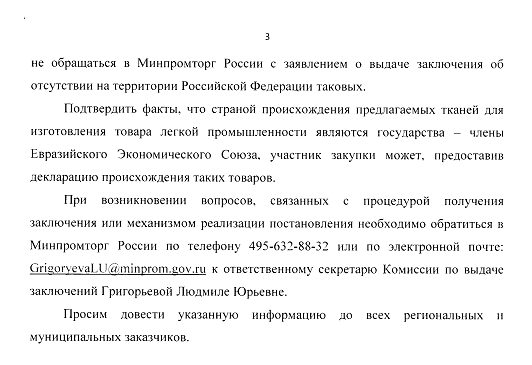 3
не обращаться в Минпромторг России с заявлением о выдаче заключения об
отсутствии на территории Российской Федерации таковых.
Подтвердить факты, что страной происхождения предлагаемых тканей для
изготовления товара легкой промышленности являются государства – члены
Евразийского Экономического Союза, участник закупки может, предоставив
декларацию происхождения таких товаров.
При возникновении вопросов, связанных с процедурой получения
заключения или механизмом реализации постановления необходимо обратиться в
Минпромторг России по телефону 495-632-88-32 или по электронной почте:
GrigoryevaLU@minprom.gov.ru к ответственному секретарю Комиссии по выдаче
заключений Григорьевой Людмиле Юрьевне.
Просим довести указанную информацию до всех региональных и
муниципальных заказчиков.